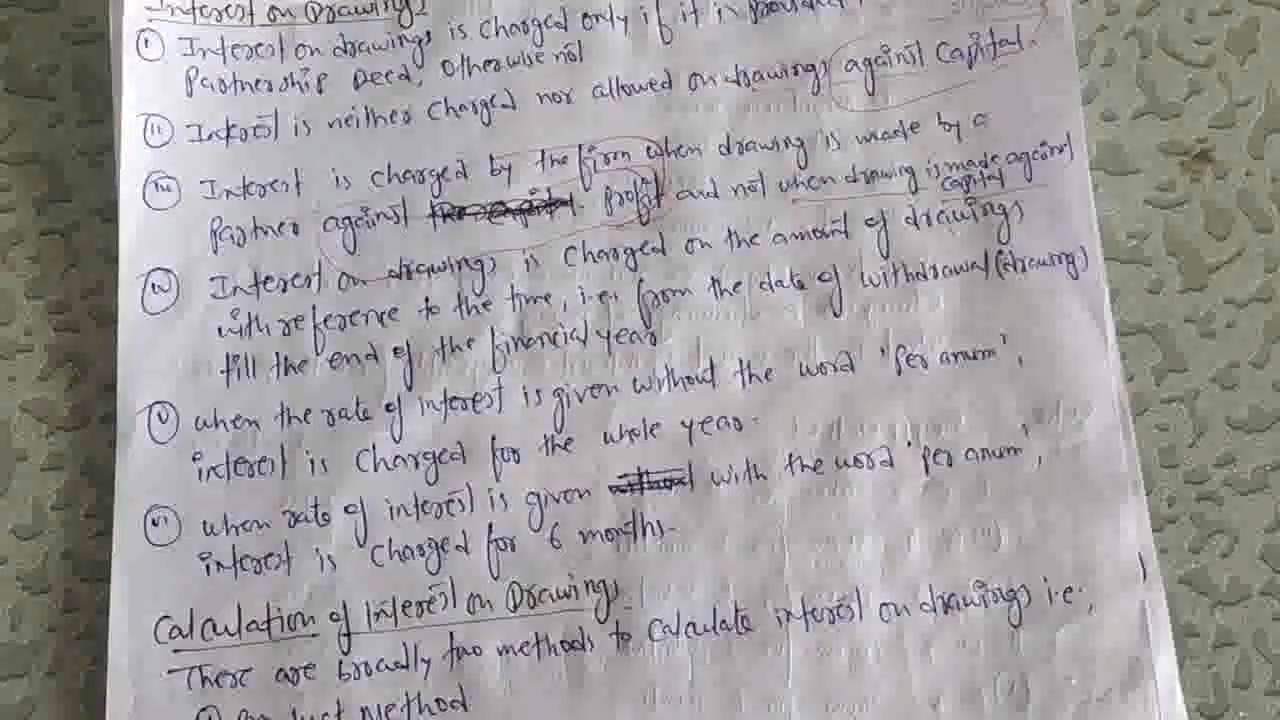 Interest on Drawings
(i) Interest on drawings is charged only if it is provided
Partnership Deed, otherwise not
(ii) Interest is neither charged nor allowed on drawings against capital.
(iii) Interest is charged by the firm when drawing is made by a
Partner against profit and not when drawing is made against
capital
(iv) Interest on drawings is charged on the amount of drawings
with reference to the time, i.e. from the date of withdrawal (drawing)
till the end of the financial year
(v) when the rate of interest is given without the word 'Per anum',
interest is charged for the whole year.
(vi) when rate of interest is given with the word 'per anum',
interest is charged for 6 months.
Calculation of Interest on Drawings
There are broadly two methods to calculate interest on drawings i.e.,
Method